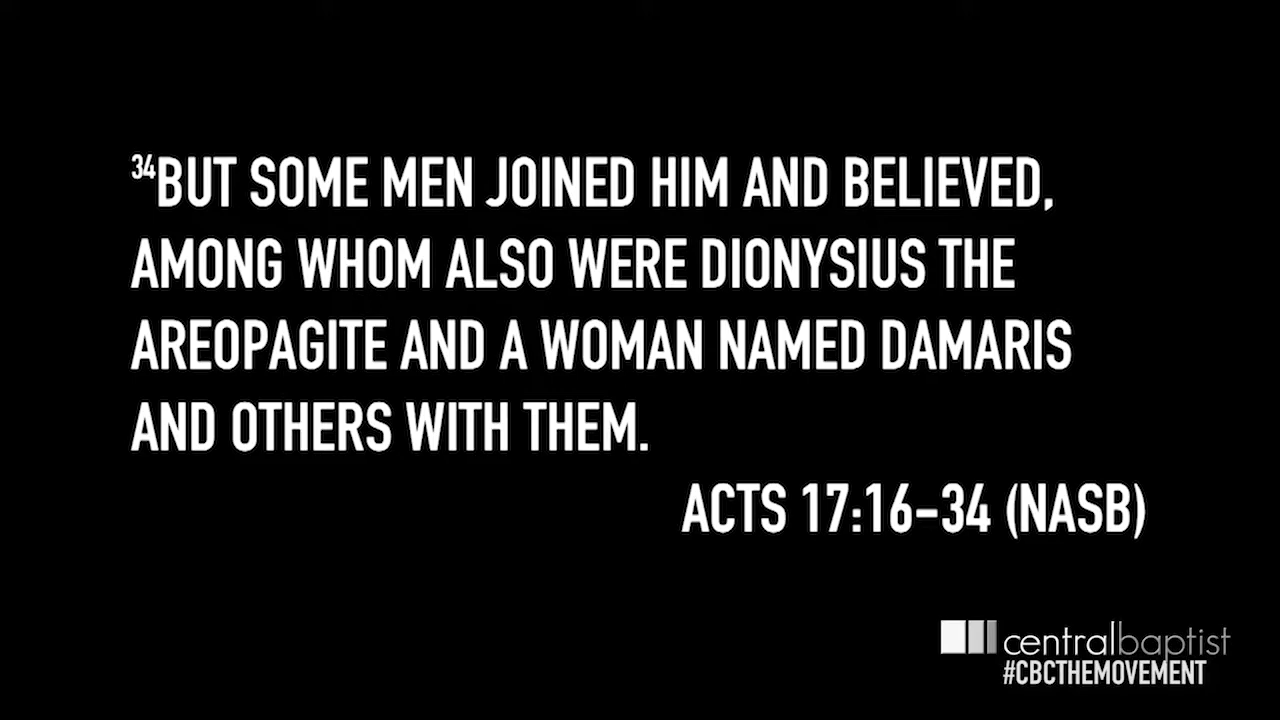 34BUT SOME MEN JOINED HIM AND BELIEVED,
AMONG WHOM ALSO WERE DIONYSIUS THE
AREOPAGITE AND A WOMAN NAMED DAMARIS
AND OTHERS WITH THEM.
ACTS 17:16-34 (NASB)
centralbaptist
#CBCTHEMOVEMENT